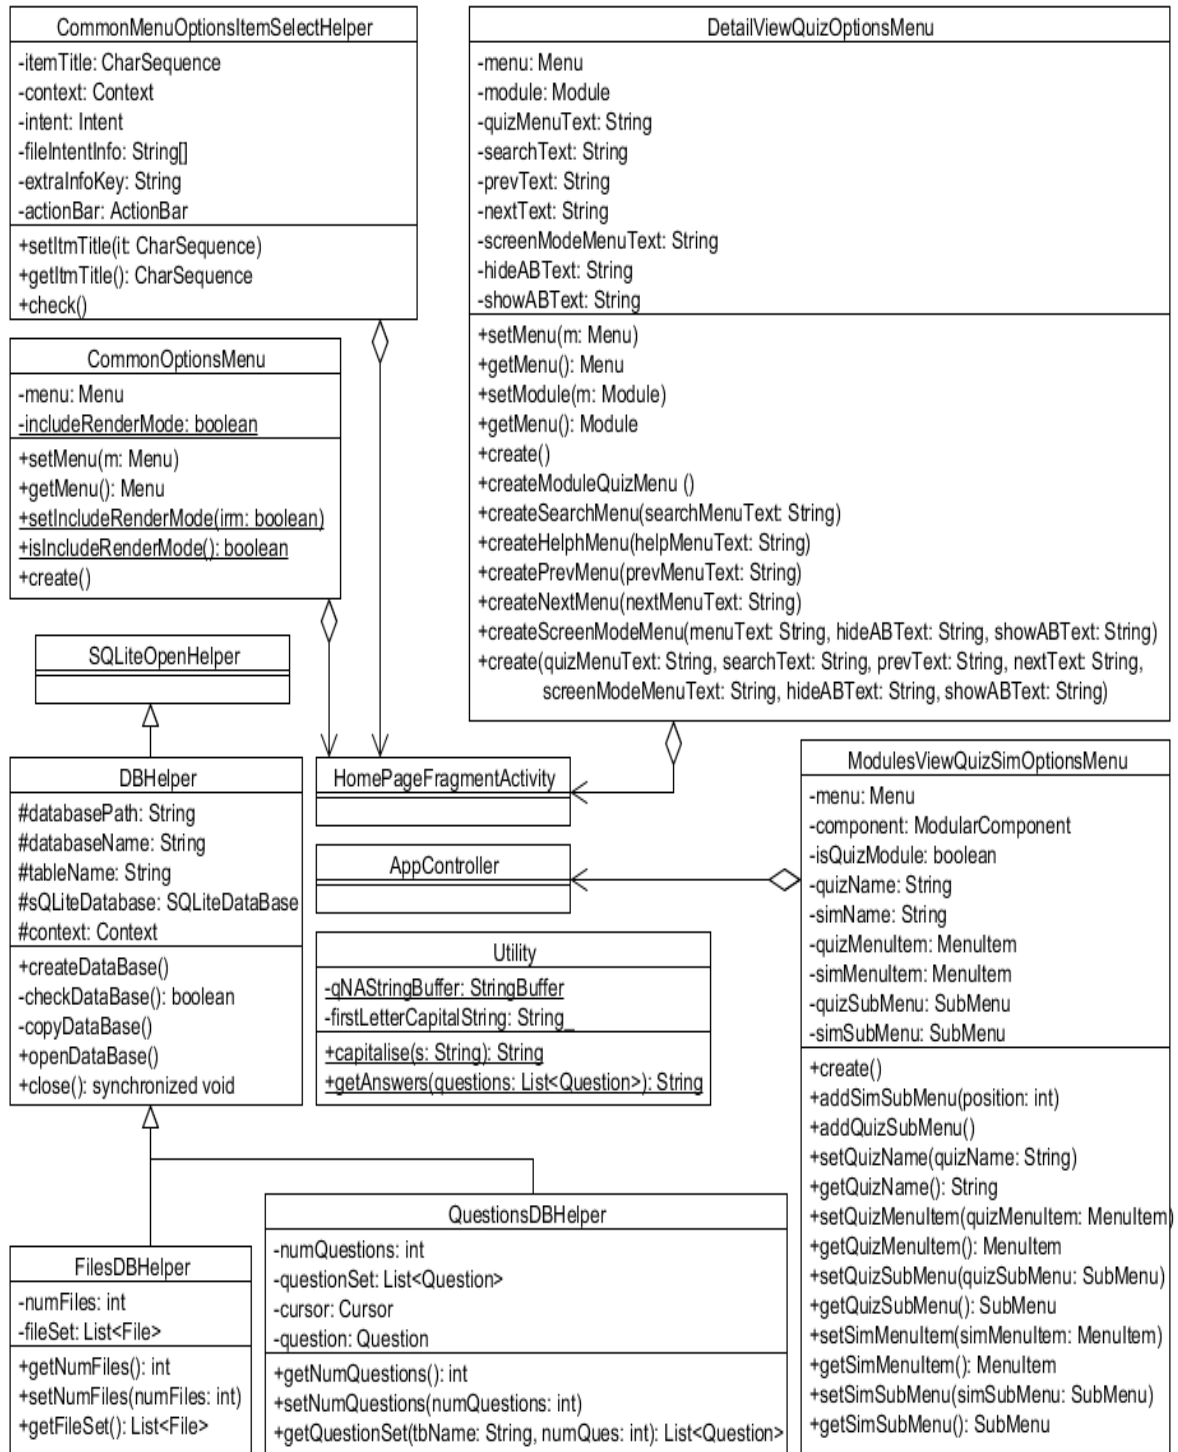 CommonMenuOptionsItemSelectHelper
-itemTitle: CharSequence
-context: Context
-intent: Intent
-fileIntentInfo: String[]
-extraInfoKey: String
-actionBar: ActionBar
+setItmTitle(it: CharSequence)
+getItmTitle(): CharSequence
+check()
CommonOptionsMenu
-menu: Menu
-includeRenderMode: boolean
+setMenu(m: Menu)
+getMenu(): Menu
+setIncludeRenderMode(irm: boolean)
+isIncludeRenderMode(): boolean
+create()
SQLiteOpenHelper
DBHelper
#databasePath: String
#databaseName: String
#tableName: String
#sQLiteDatabase: SQLiteDataBase
#context: Context
+createDataBase()
-checkDataBase(): boolean
-copyDataBase()
+openDataBase()
+close(): synchronized void
FilesDBHelper
-numFiles: int
-fileSet: List<File>
+getNumFiles(): int
+setNumFiles(numFiles: int)
+getFileSet(): List<File>
DetailViewQuizOptionsMenu
-menu: Menu
-module: Module
-quizMenuText: String
-searchText: String
-prevText: String
-nextText: String
-screenModeMenuText: String
-hideABText: String
-showABText: String
+setMenu(m: Menu)
+getMenu(): Menu
+setModule(m: Module)
+getMenu(): Module
+create()
+createModuleQuizMenu ()
+createSearchMenu(searchMenuText: String)
+createHelphMenu(helpMenuText: String)
+createPrevMenu(prevMenuText: String)
+createNextMenu(nextMenuText: String)
+createScreenModeMenu(menuText: String, hideABText: String, showABText: String)
+create(quizMenuText: String, searchText: String, prevText: String, nextText: String,
screenModeMenuText: String, hideABText: String, showABText: String)
HomePageFragmentActivity
AppController
Utility
-qNAStringBuffer: StringBuffer
-firstLetterCapitalString: String_
+capitalise(s: String): String
+getAnswers(questions: List<Question>): String
QuestionsDBHelper
-numQuestions: int
-questionSet: List<Question>
-cursor: Cursor
-question: Question
+getNumQuestions(): int
+setNumQuestions(numQuestions: int)
+getQuestionSet(tbName: String, numQues: int): List<Question>
ModulesViewQuizSimOptionsMenu
-menu: Menu
-component: ModularComponent
-isQuizModule: boolean
-quizName: String
-simName: String
-quizMenuItem: MenuItem
-simMenuItem: MenuItem
-quizSubMenu: SubMenu
-simSubMenu: SubMenu
+create()
+addSimSubMenu(position: int)
+addQuizSubMenu()
+setQuizName(quizName: String)
+getQuizName(): String
+setQuizMenuItem(quizMenuItem: MenuItem)
+getQuizMenuItem(): MenuItem
+setQuizSubMenu(quizSubMenu: SubMenu)
+getQuizSubMenu(): SubMenu
+setSimMenuItem(simMenuItem: MenuItem)
+getSimMenuItem(): MenuItem
+setSimSubMenu(simSubMenu: SubMenu)
+getSimSubMenu(): SubMenu